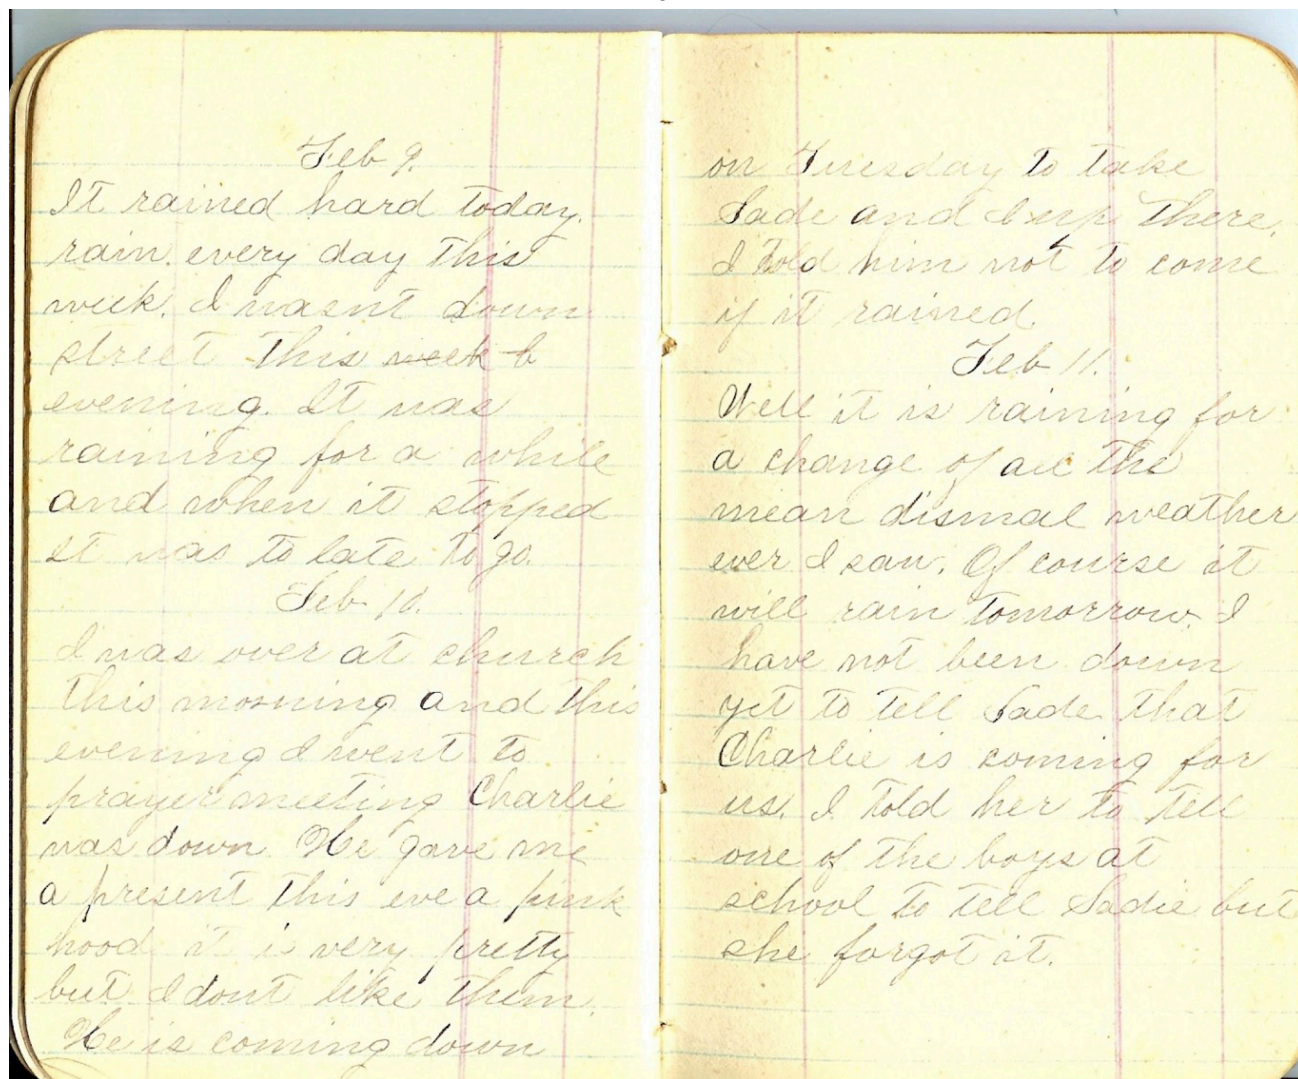 Feb 9.
It rained hard today.
rain. every day this
week. I wasnt down
street this week b
evening. It was
raining for a while
and when it stopped
it was to late to go.
Feb 10.
I was over at church
this morning and this
evening I went to
prayer meeting Charlie
was down He gave me
a present this eve a pink
hood it is very pretty
but I dont like them.
He is coming down
on Tuesday to take
Sade and I up there.
I told him not to come
if it rained.
Feb 11.
Well it is raining for
a change of all the
mean dismal weather
ever I saw. Of course it
will rain tomorrow. I
have not been down
yet to tell Sade that
Charlie is coming for
us. I told her to tell
one of the boys at
school to tell Sadie but
she forgot it.